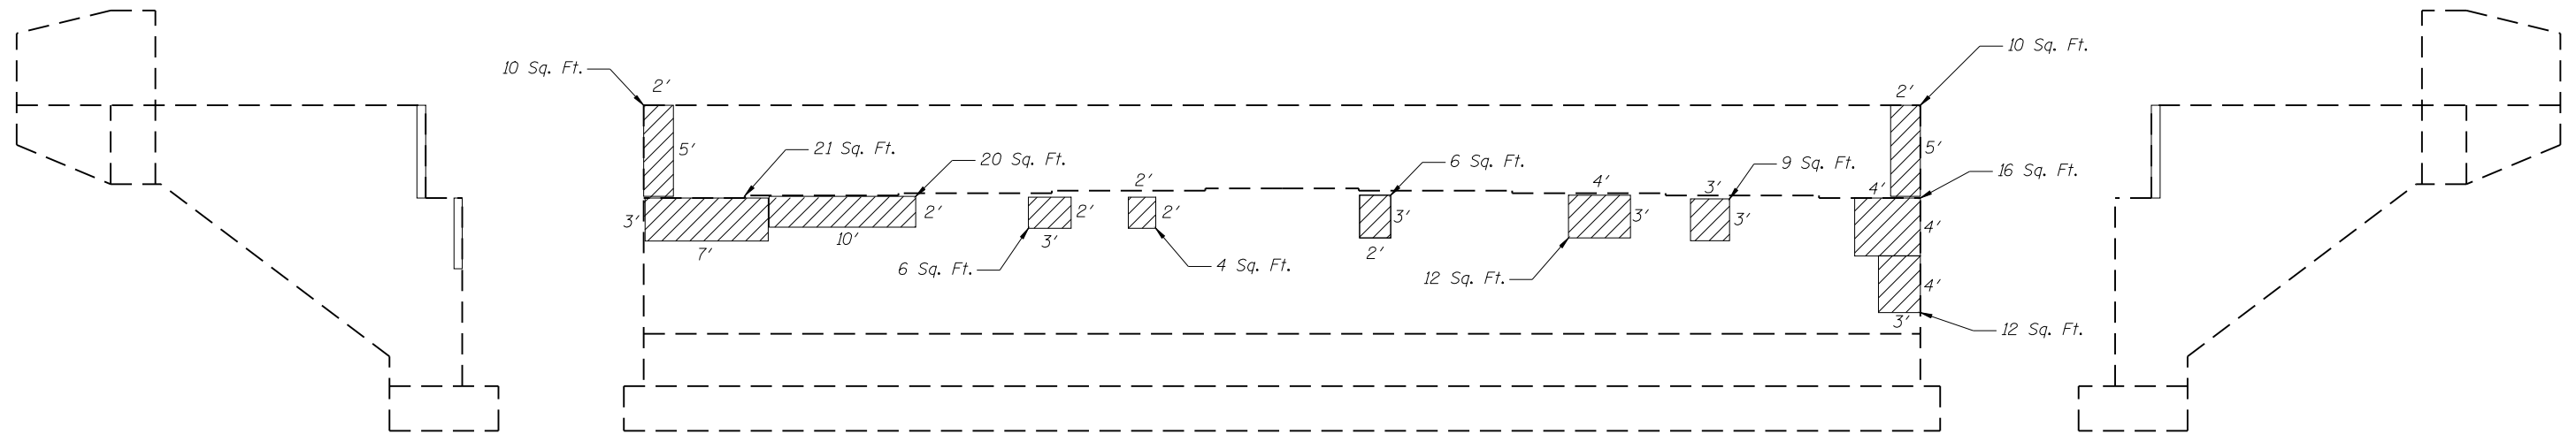 10 Sq. Ft.
2'
5'
21 Sq. Ft.
20 Sq. Ft.
3'
7'
10'
2'
6 Sq. Ft.
3'
2'
2'
2'
4 Sq. Ft.
6 Sq. Ft.
3'
2'
4'
3'
12 Sq. Ft.
3'
3'
9 Sq. Ft.
10 Sq. Ft.
2'
5'
16 Sq. Ft.
4'
4'
4'
3'
12 Sq. Ft.